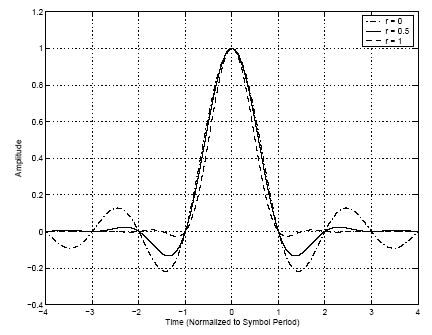 1.2
1
0.8
0.6
0.4
0.2
0
−0.2
−0.4
Amplitude
r = 0
r = 0.5
r = 1
−4 −3 −2 −1 0 1 2 3 4
Time (Normalized to Symbol Period)